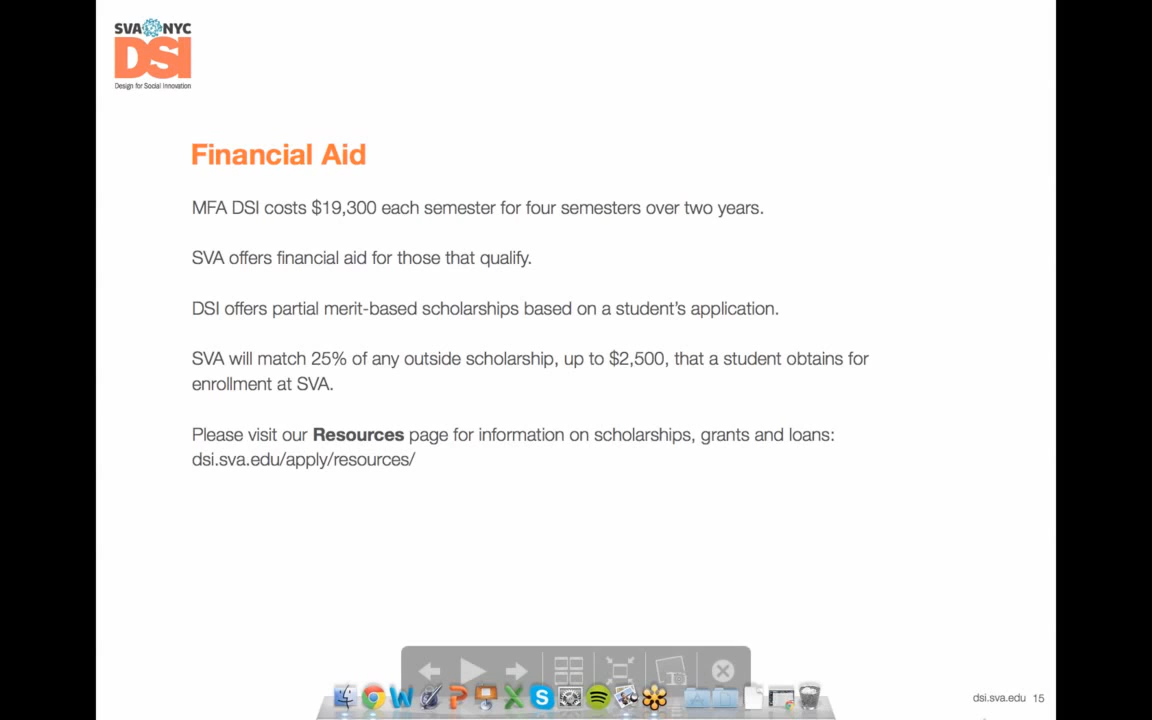 SVA NYC
DSI
Design for Social Innovation
Financial Aid
MFA DSI costs $19,300 each semester for four semesters over two years.
SVA offers financial aid for those that qualify.
DSI offers partial merit-based scholarships based on a student's application.
SVA will match 25% of any outside scholarship, up to $2,500, that a student obtains for
enrollment at SVA.
Please visit our Resources page for information on scholarships, grants and loans:
dsi.sva.edu/apply/resources/
dsi.sva.edu 15